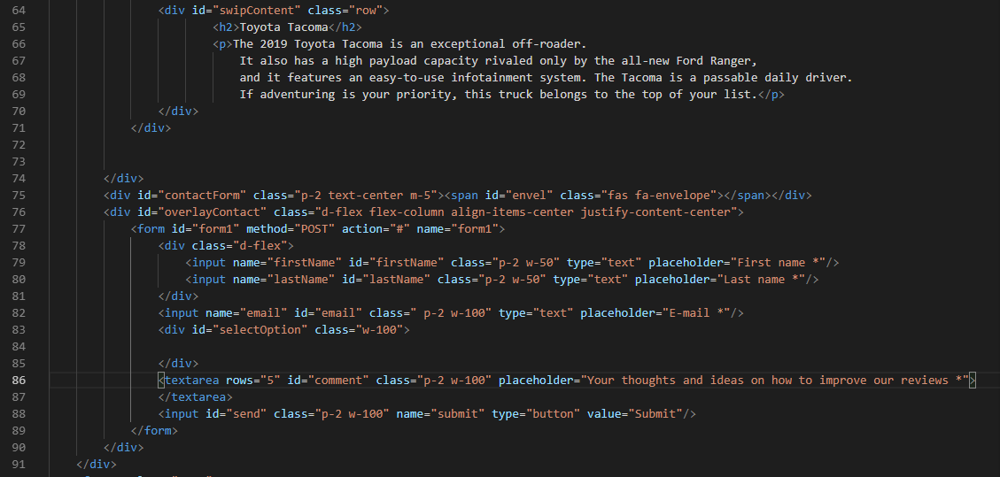 64 <div id="swipContent" class="row">
65 <h2>Toyota Tacoma</h2>
66 <p>The 2019 Toyota Tacoma is an exceptional off-roader.
67 It also has a high payload capacity rivaled only by the all-new Ford Ranger,
68 and it features an easy-to-use infotainment system. The Tacoma is a passable daily driver.
69 If adventuring is your priority, this truck belongs to the top of your list.</p>
70 </div>
71 </div>
72
73
74 </div>
75 <div id="contactForm" class="p-2 text-center m-5"><span id="envel" class="fas fa-envelope"></span></div>
76 <div id="overlayContact" class="d-flex flex-column align-items-center justify-content-center">
77 <form id="form1" method="POST" action="#" name="form1">
78 <div class="d-flex">
79 <input name="firstName" id="firstName" class="p-2 w-50" type="text" placeholder="First name *"/>
80 <input name="lastName" id="lastName" class="p-2 w-50" type="text" placeholder="Last name *"/>
81 </div>
82 <input name="email" id="email" class=" p-2 w-100" type="text" placeholder="E-mail *"/>
83 <div id="selectOption" class="w-100">
84
85 </div>
86 <textarea rows="5" id="comment" class="p-2 w-100" placeholder="Your thoughts and ideas on how to improve our reviews *">
87 </textarea>
88 <input id="send" class="p-2 w-100" name="submit" type="button" value="Submit"/>
89 </form>
90 </div>
91 </div>